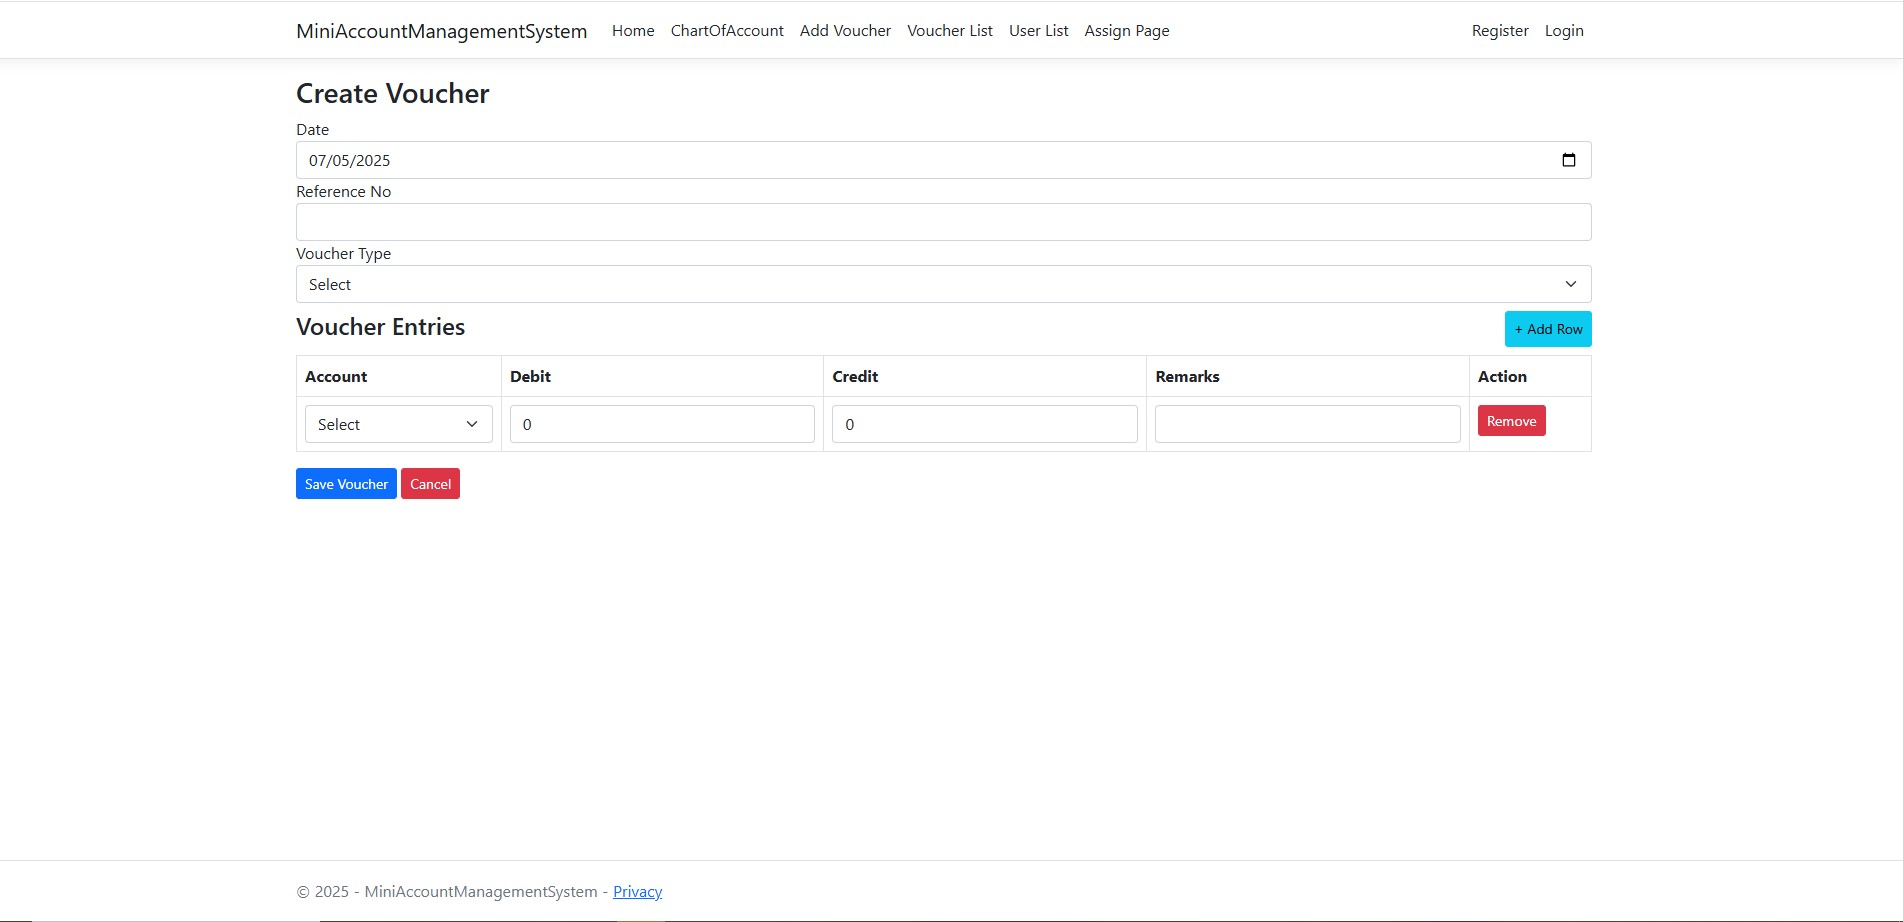 MiniAccountManagementSystem Home ChartOfAccount Add Voucher Voucher List User List Assign Page Register Login
Create Voucher
Date
07/05/2025
Reference No
Voucher Type
Select
Voucher Entries + Add Row
Account Debit Credit Remarks Action
Select 0 0 Remove
Save Voucher Cancel
© 2025 - MiniAccountManagementSystem - Privacy